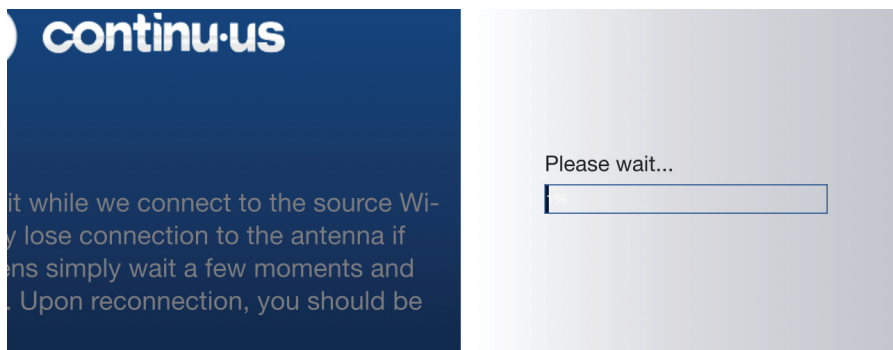 continu·us
it while we connect to the source Wi-
y lose connection to the antenna if
ens simply wait a few moments and
. Upon reconnection, you should be
Please wait...
1%